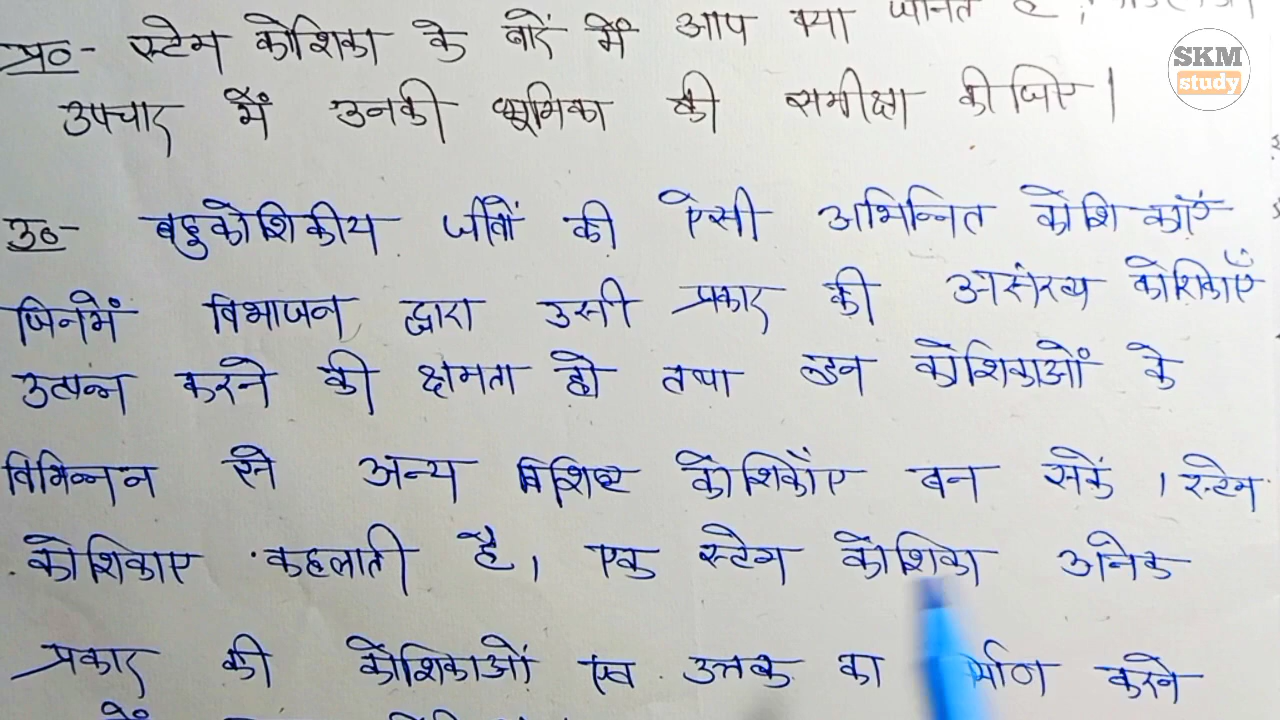 प्र०- स्टेम कोशिका के बारे में आप क्या जानते है,
उपचार में उनकी भूमिका की समीक्षा कीजिए।
SKM
study
उ०- बहुकोशिकीय जीवों की ऐसी अभिन्नित कोशिकाएं
जिनमें विभाजन द्वारा उसी प्रकार की असंख्य कोशिकाएँ
उत्पन्न करने की क्षमता हो तथा इन कोशिकाओं के
विभिन्नन से अन्य विशिष्ट कोशिकाएं बन सकें । स्टेम
कोशिकाए कहलाती है, एक स्टेम कोशिका अनेक
प्रकार की कोशिकाओं एव उत्तक का करने